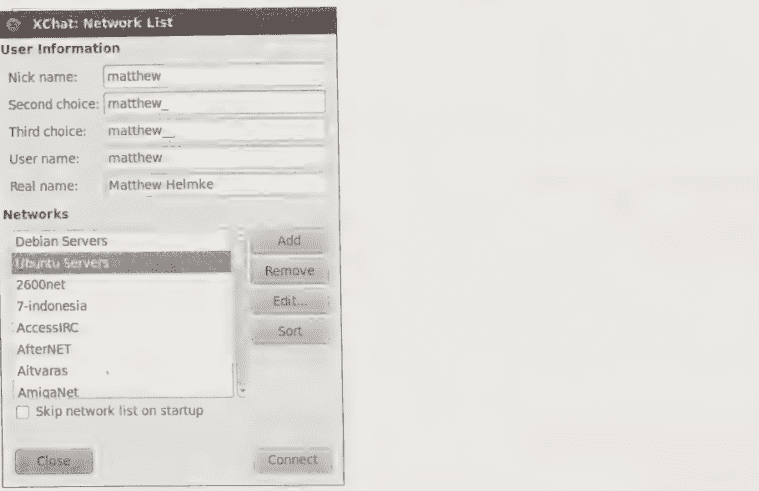 XChat: Network List
User Information
Nick name: matthew
Second choice: matthew_
Third choice: matthew__
User name: matthew
Real name: Matthew Helmke
Networks
Debian Servers
Ubuntu Servers
2600net
7-indonesia
AccessIRC
AfterNET
Aitvaras
AmigaNet
Add
Remove
Edit...
Sort
Skip network list on startup
Close
Connect